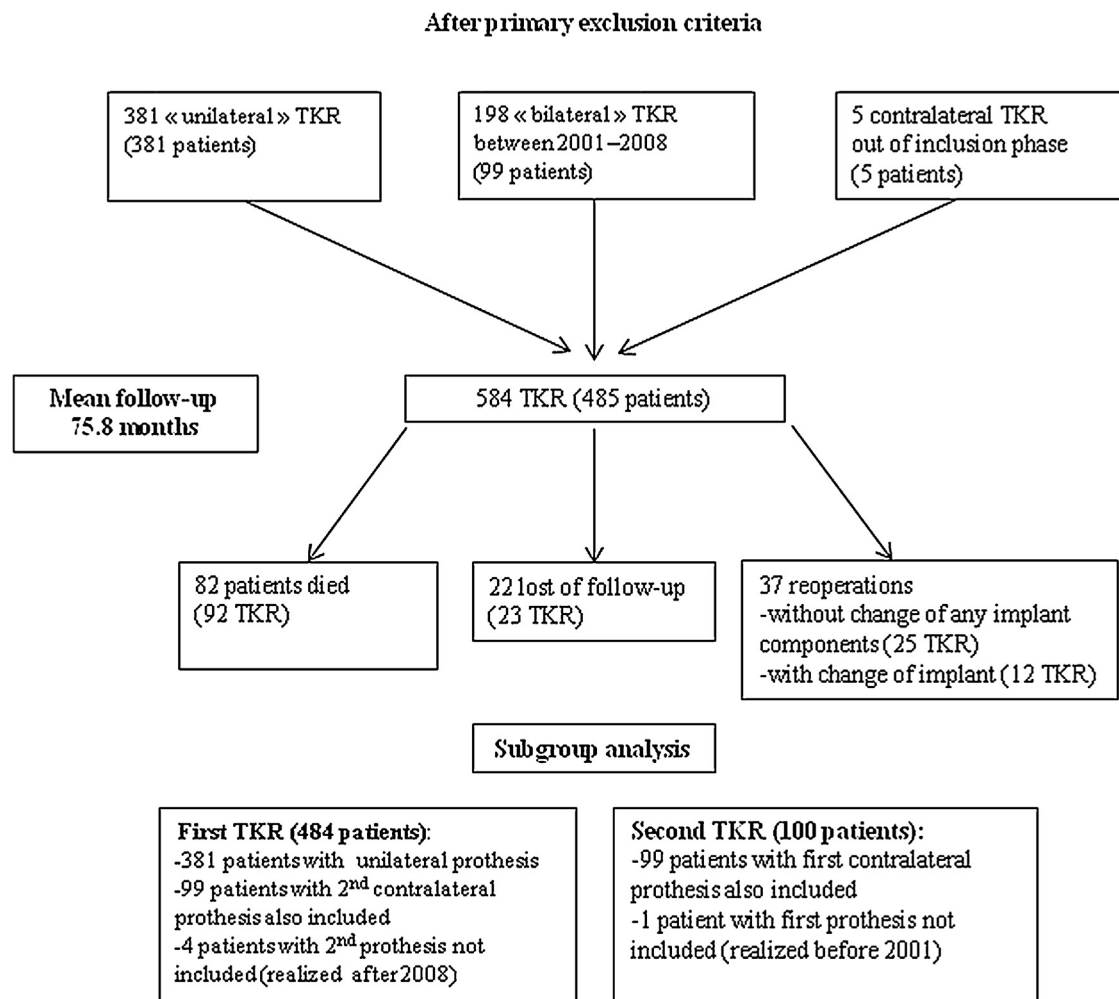 After primary exclusion criteria
381 « unilateral » TKR
(381 patients)
198 « bilateral » TKR
between 2001–2008
(99 patients)
5 contralateral TKR
out of inclusion phase
(5 patients)
Mean follow-up
75.8 months
584 TKR (485 patients)
82 patients died
(92 TKR)
22 lost of follow-up
(23 TKR)
37 reoperations
-without change of any implant
components (25 TKR)
-with change of implant (12 TKR)
Subgroup analysis
First TKR (484 patients):
-381 patients with unilateral prothesis
-99 patients with 2nd contralateral
prothesis also included
-4 patients with 2nd prothesis not
included (realized after 2008)
Second TKR (100 patients):
-99 patients with first contralateral
prothesis also included
-1 patient with first prothesis not
included (realized before 2001)